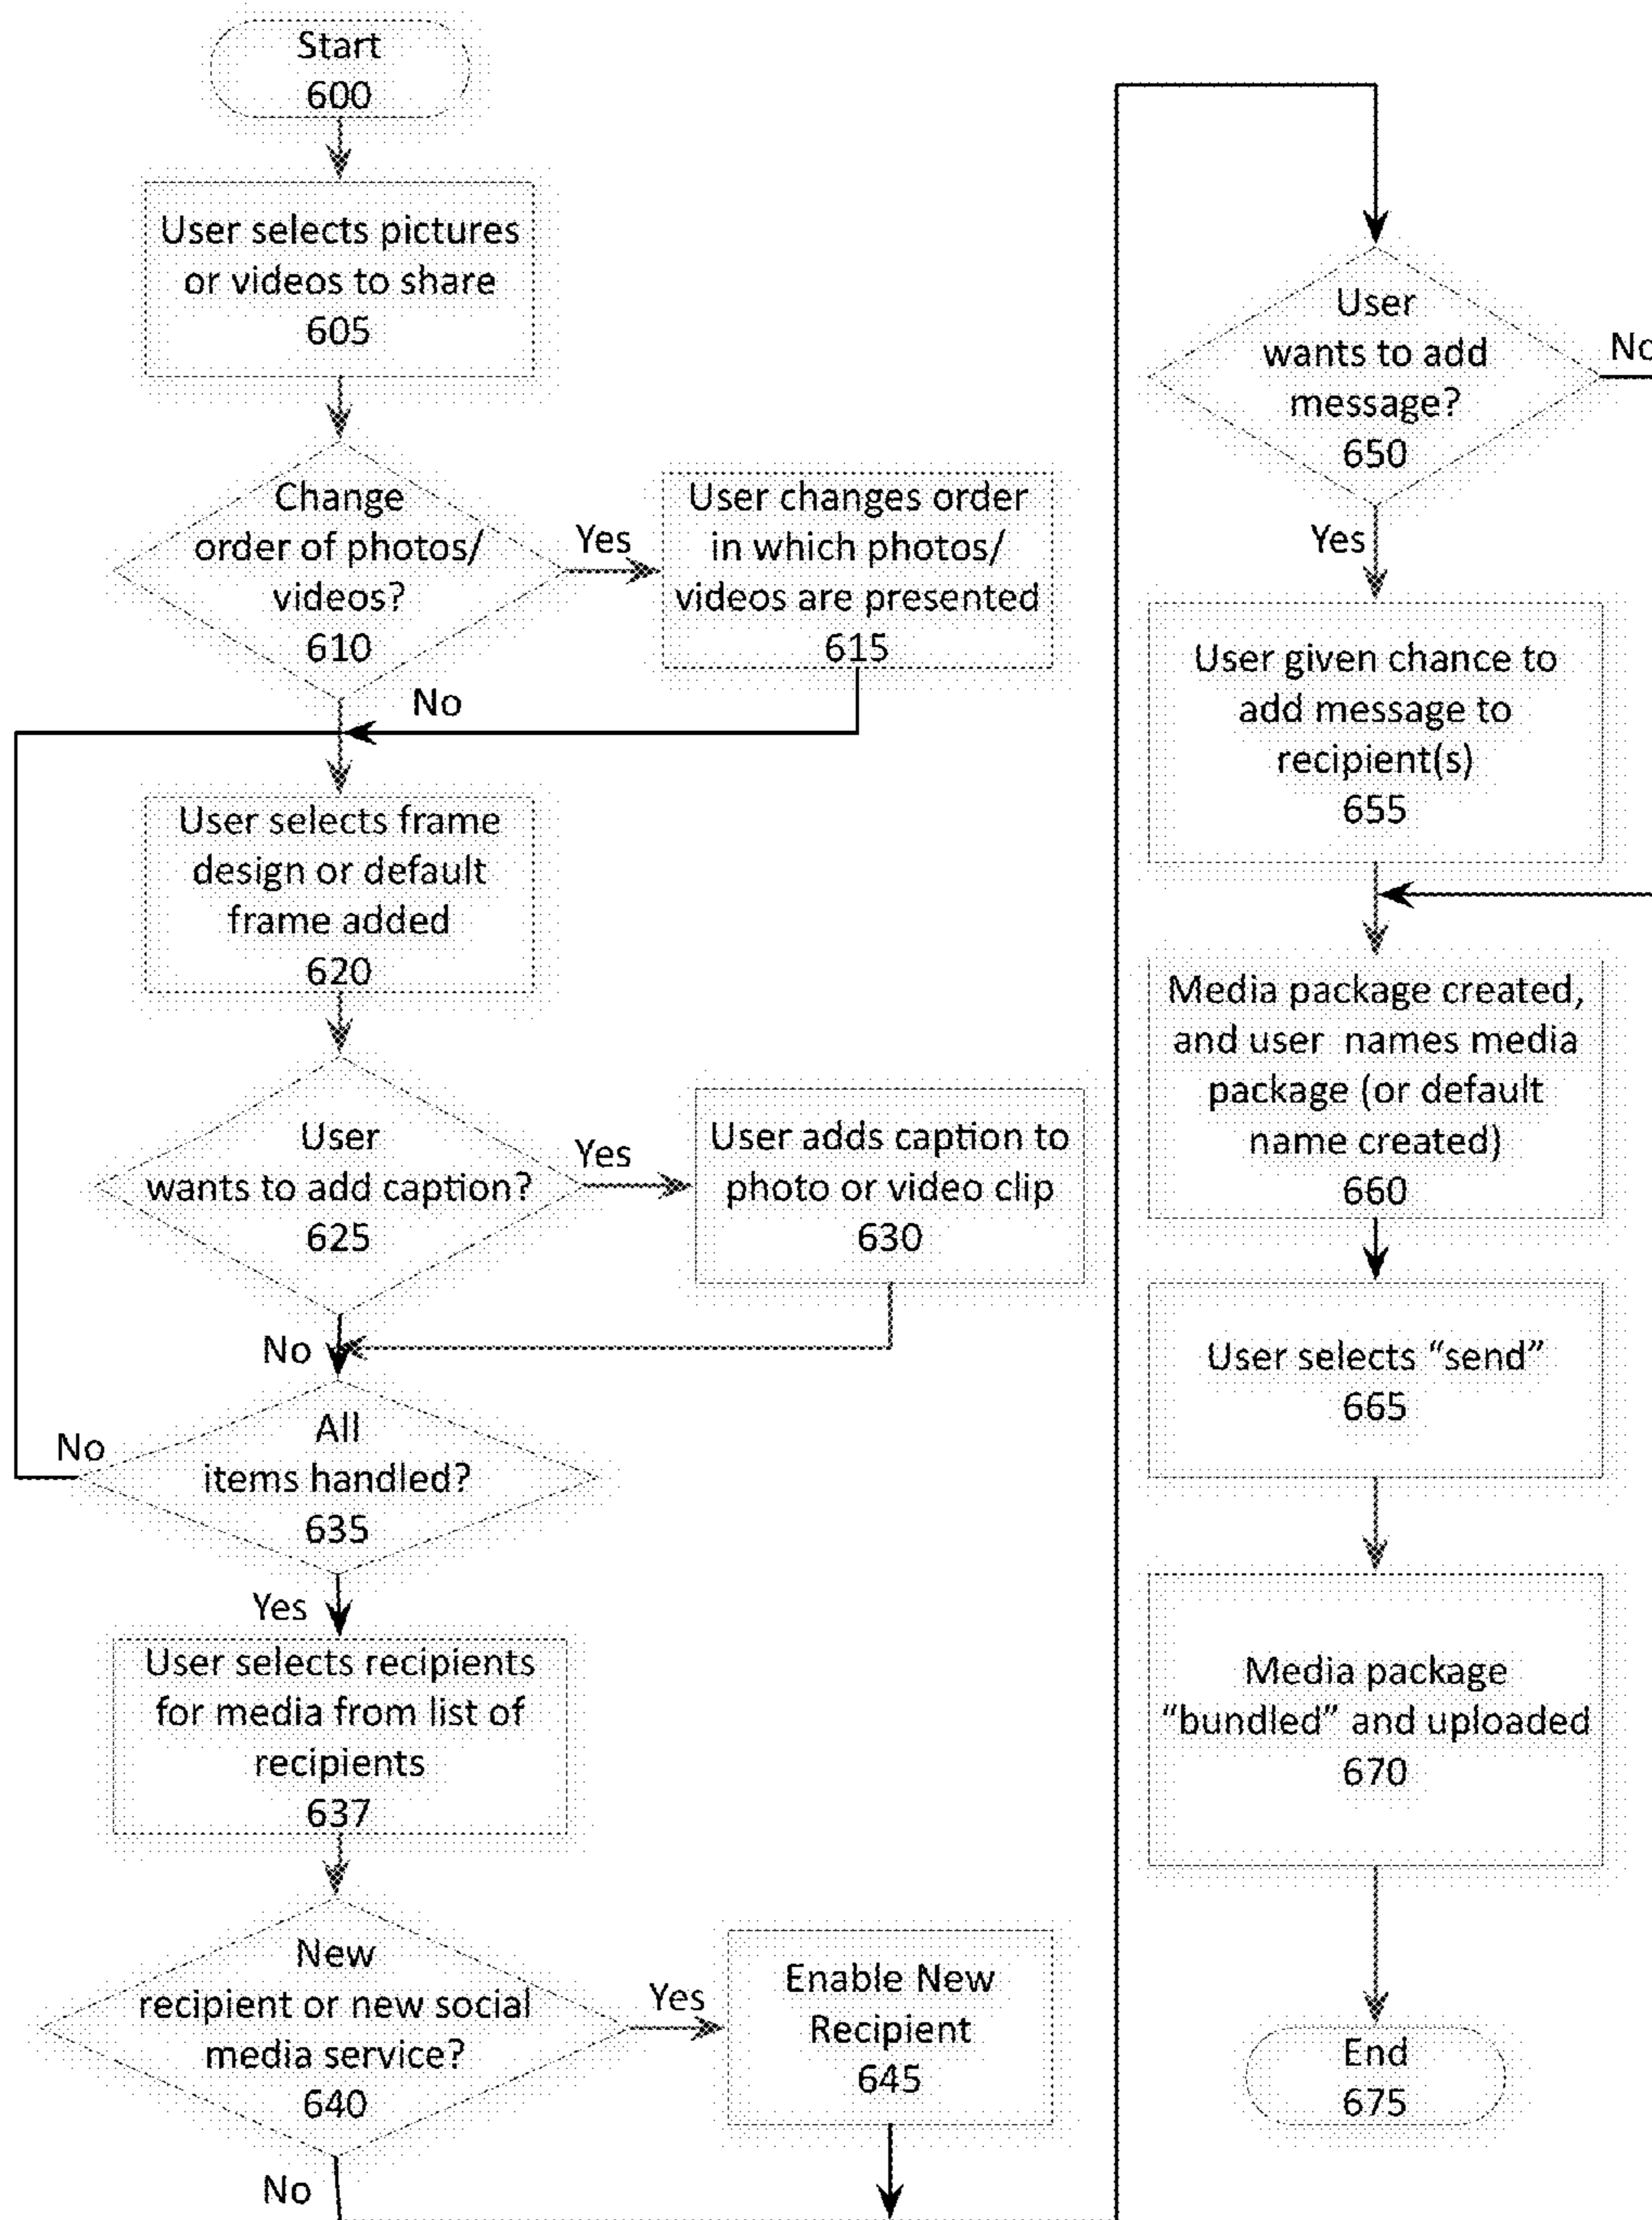 Start
600
User selects pictures
or videos to share
605
Change
order of photos/
videos?
610
Yes
User changes order
in which photos/
videos are presented
615
No
User selects frame
design or default
frame added
620
User
wants to add caption?
625
Yes
User adds caption to
photo or video clip
630
No
All
items handled?
635
No
Yes
User selects recipients
for media from list of
recipients
637
New
recipient or new social
media service?
640
Yes
Enable New
Recipient
645
No
User
wants to add
message?
650
No
Yes
User given chance to
add message to
recipient(s)
655
Media package created,
and user names media
package (or default
name created)
660
User selects “send”
665
Media package
“bundled” and uploaded
670
End
675